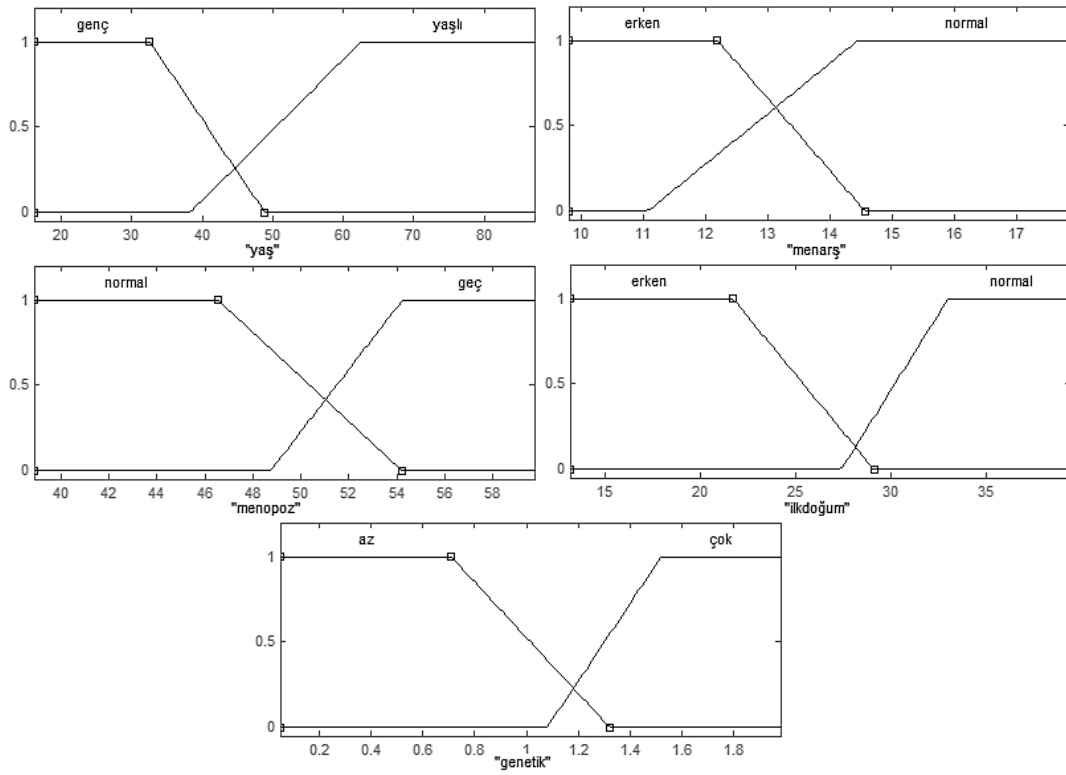 genç yaşlı
1
0.5
0
20 30 40 50 60 70 80
"yaş"
erken normal
1
0.5
0
10 11 12 13 14 15 16 17
"menarş"
normal geç
1
0.5
0
40 42 44 46 48 50 52 54 56 58
"menopoz"
erken normal
1
0.5
0
15 20 25 30 35
"ilkdoğum"
az çok
1
0.5
0
0.2 0.4 0.6 0.8 1 1.2 1.4 1.6 1.8
"genetik"